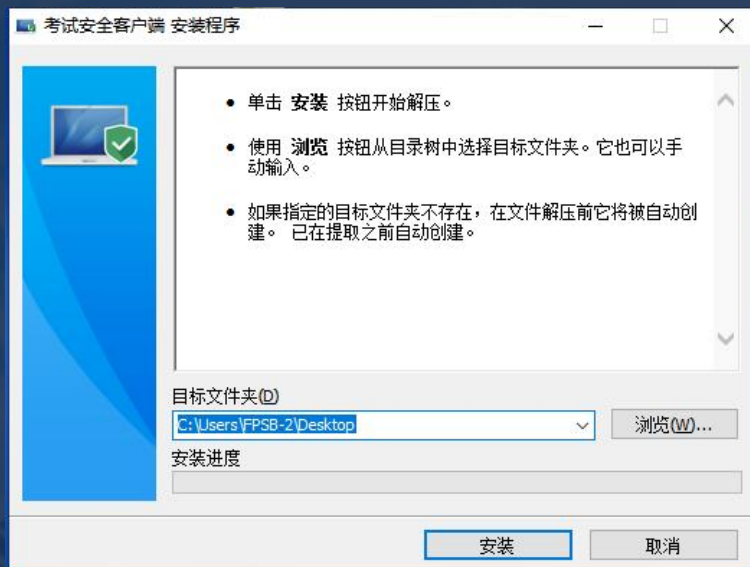 考试安全客户端 安装程序
• 单击 安装 按钮开始解压。
• 使用 浏览 按钮从目录树中选择目标文件夹。它也可以手
动输入。
• 如果指定的目标文件夹不存在，在文件解压前它将被自动创
建。 已在提取之前自动创建。
目标文件夹(D)
C:\Users\FPSB-2\Desktop
浏览(W)...
安装进度
安装
取消